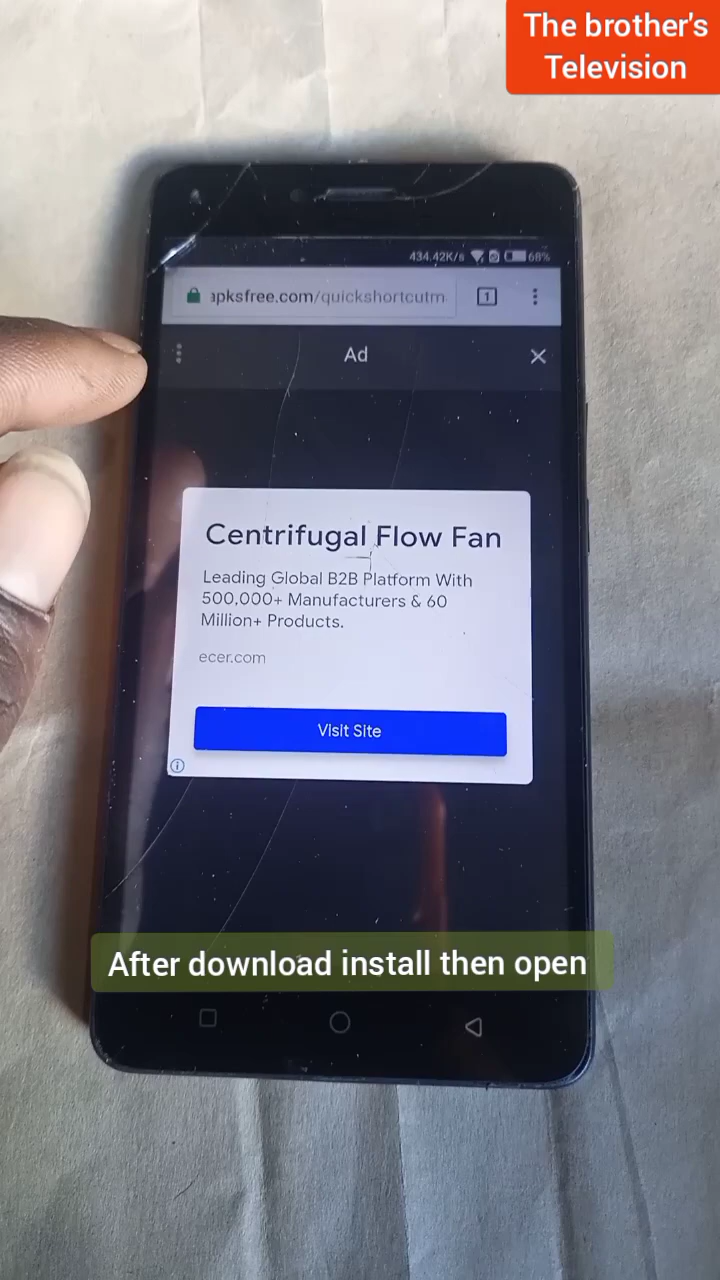 The brother's
Television
434.42K/s 68%
apksfree.com/quickshortcutm
1
Ad
Centrifugal Flow Fan
Leading Global B2B Platform With
500,000+ Manufacturers & 60
Million+ Products.
ecer.com
Visit Site
After download install then open